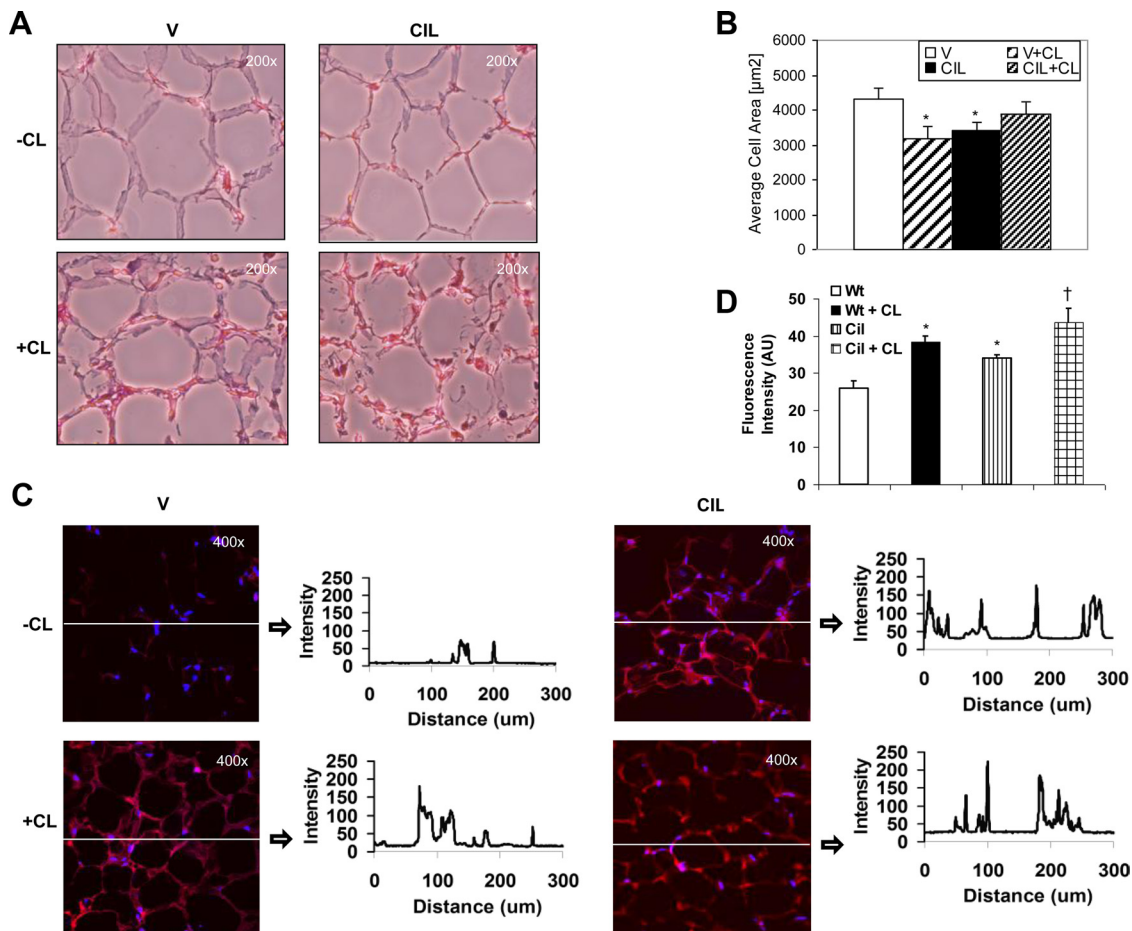 A
V
CIL
-CL
200x
200x
+CL
200x
200x
B
Average Cell Area [µm2]
6000
5000
4000
3000
2000
1000
0
V
V+CL
CIL
CIL+CL
*
*
D
Fluorescence
Intensity (AU)
50
40
30
20
10
0
Wt
Wt + CL
Cil
Cil + CL
*
*
†
C
V
CIL
-CL
400x
Intensity
250
200
150
100
50
0
0 100 200 300
Distance (um)
400x
Intensity
250
200
150
100
50
0
0 100 200 300
Distance (um)
+CL
400x
Intensity
250
200
150
100
50
0
0 100 200 300
Distance (um)
400x
Intensity
250
200
150
100
50
0
0 100 200 300
Distance (um)